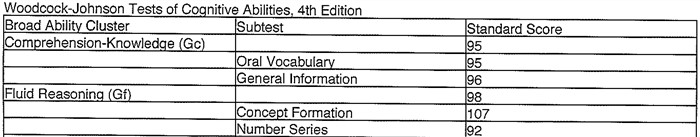 Woodcock-Johnson Tests of Cognitive Abilities, 4th Edition
Broad Ability Cluster Subtest Standard Score
Comprehension-Knowledge (Gc) 95
Oral Vocabulary 95
General Information 96
Fluid Reasoning (Gf) 98
Concept Formation 107
Number Series 92